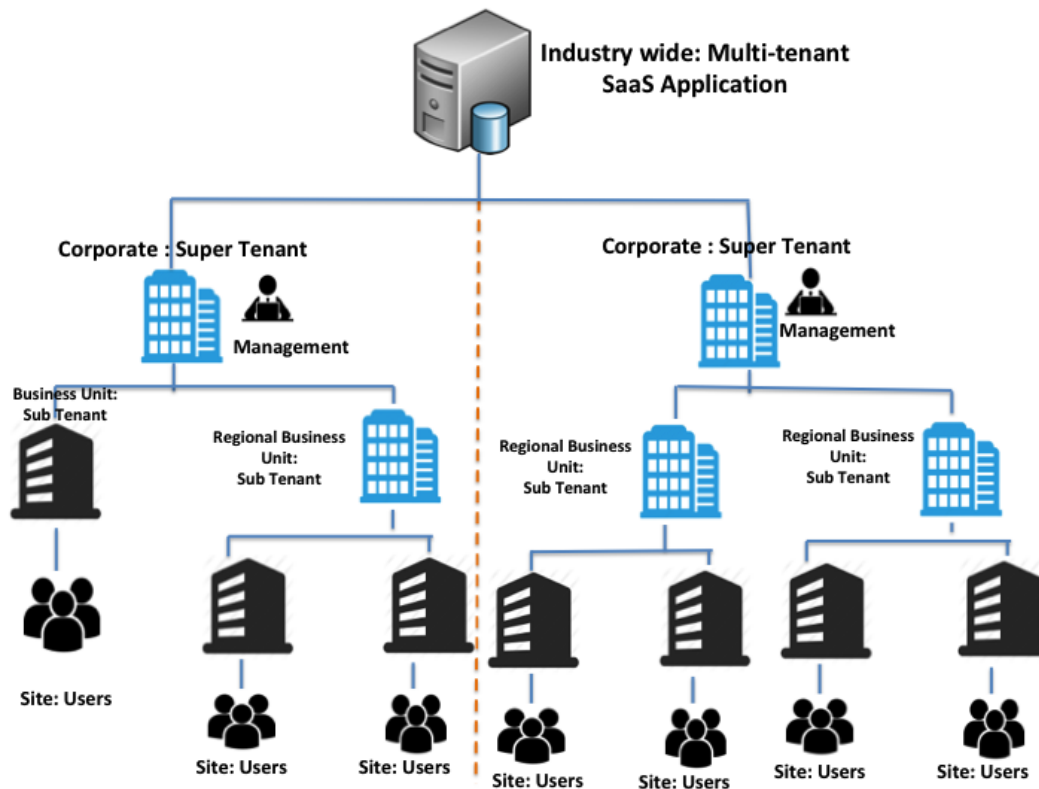 Industry wide: Multi-tenant
SaaS Application
Corporate : Super Tenant
Management
Corporate : Super Tenant
Management
Business Unit:
Sub Tenant
Regional Business
Unit:
Sub Tenant
Regional Business
Unit:
Sub Tenant
Regional Business
Unit:
Sub Tenant
Site: Users
Site: Users
Site: Users
Site: Users
Site: Users
Site: Users
Site: Users